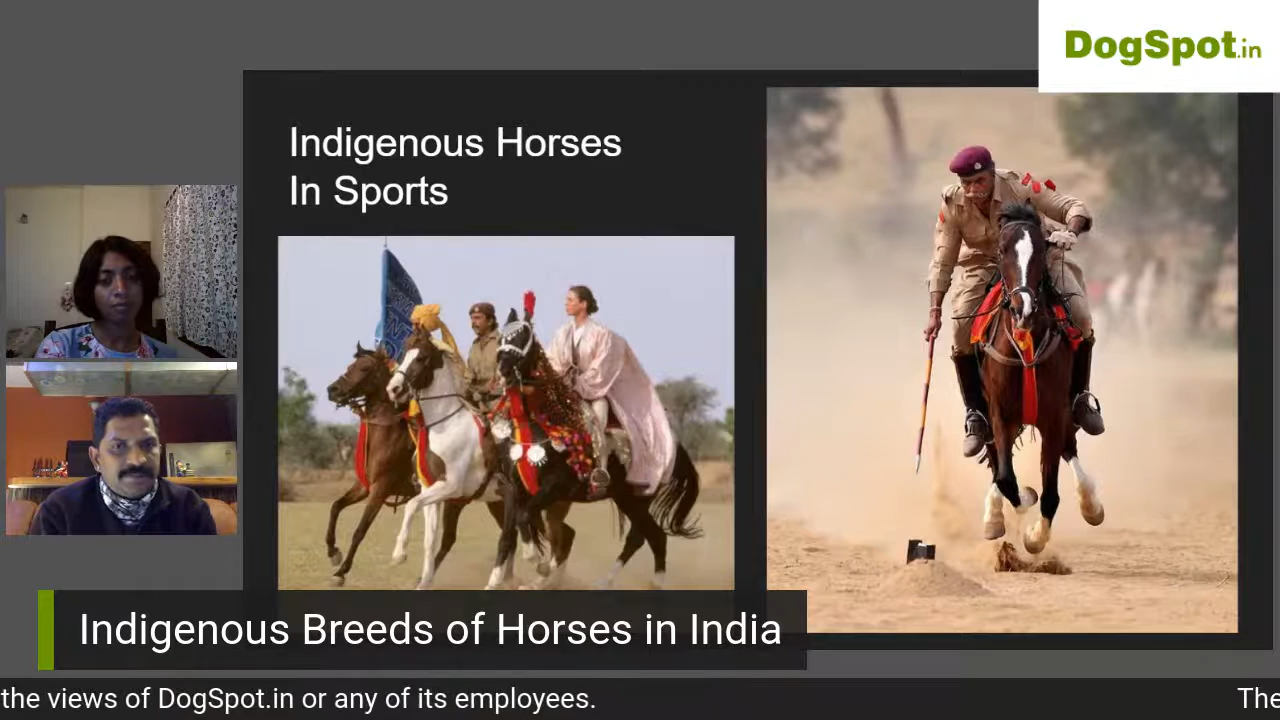 DogSpot.in
Indigenous Horses
In Sports
Indigenous Breeds of Horses in India
the views of DogSpot.in or any of its employees.
The